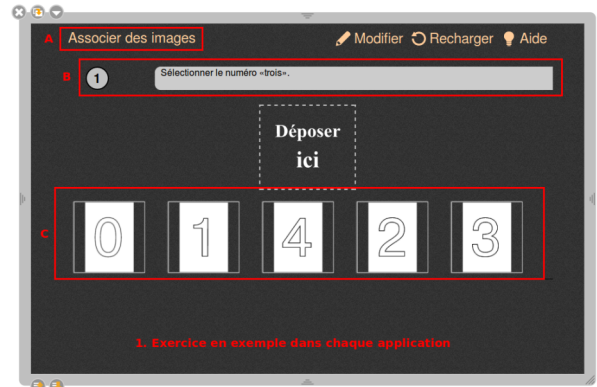 A Associer des images Modifier Recharger Aide
B 1 Sélectionner le numéro «trois».
Déposer
ici
C 0 1 4 2 3
1. Exercice en exemple dans chaque application